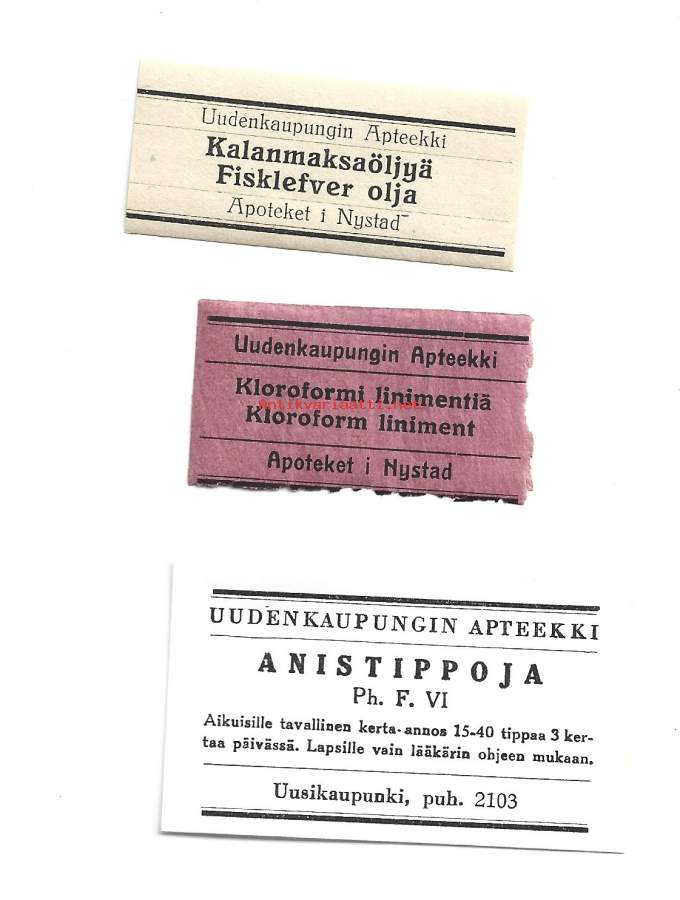 Uudenkaupungin Apteekki
Kalanmaksaöljyä
Fisklefver olja
Apoteket i Nystad
Uudenkaupungin Apteekki
Kloroformi linimentiä
antikvariaatti.net
Kloroform liniment
Apoteket i Nystad
UUDENKAUPUNGIN APTEEKKI
ANISTIPPOJA
Ph. F. VI
Aikuisille tavallinen kerta-annos 15-40 tippaa 3 ker-
taa päivässä. Lapsille vain lääkärin ohjeen mukaan.
Uusikaupunki, puh. 2103